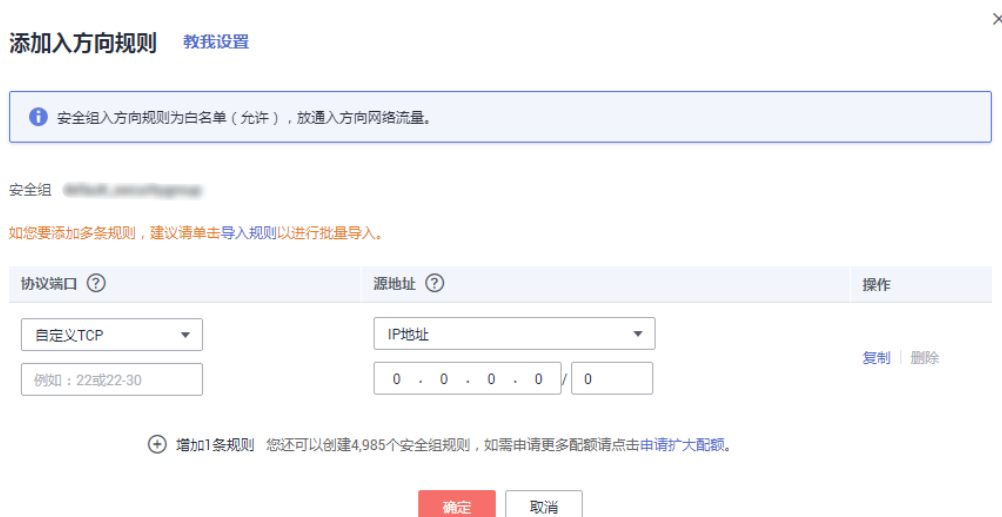 添加入方向规则 教我设置
安全组入方向规则为白名单（允许），放通入方向网络流量。
安全组
如您要添加多条规则，建议请单击导入规则以进行批量导入。
协议端口 ? 源地址 ? 操作
自定义TCP IP地址
复制 删除
例如：22或22-30 0 . 0 . 0 . 0 / 0
增加1条规则 您还可以创建4,985个安全组规则，如需申请更多配额请点击申请扩大配额。
确定 取消